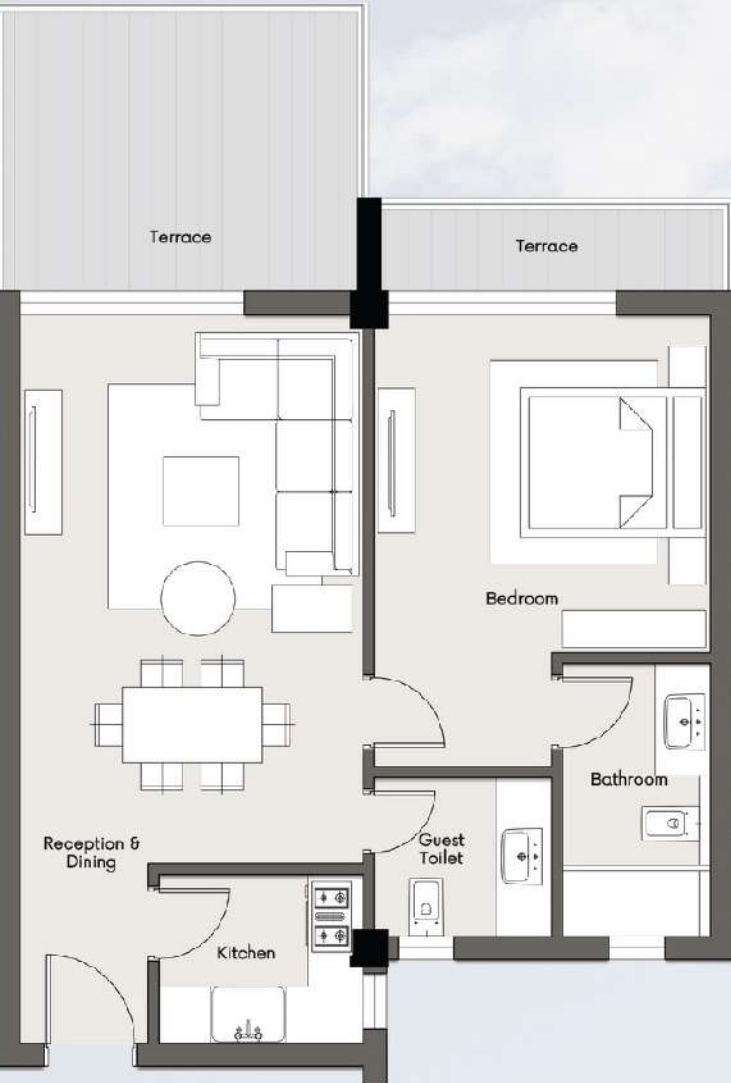 Terrace
Terrace
Bedroom
Bathroom
Reception &
Dining
Guest
Toilet
Kitchen